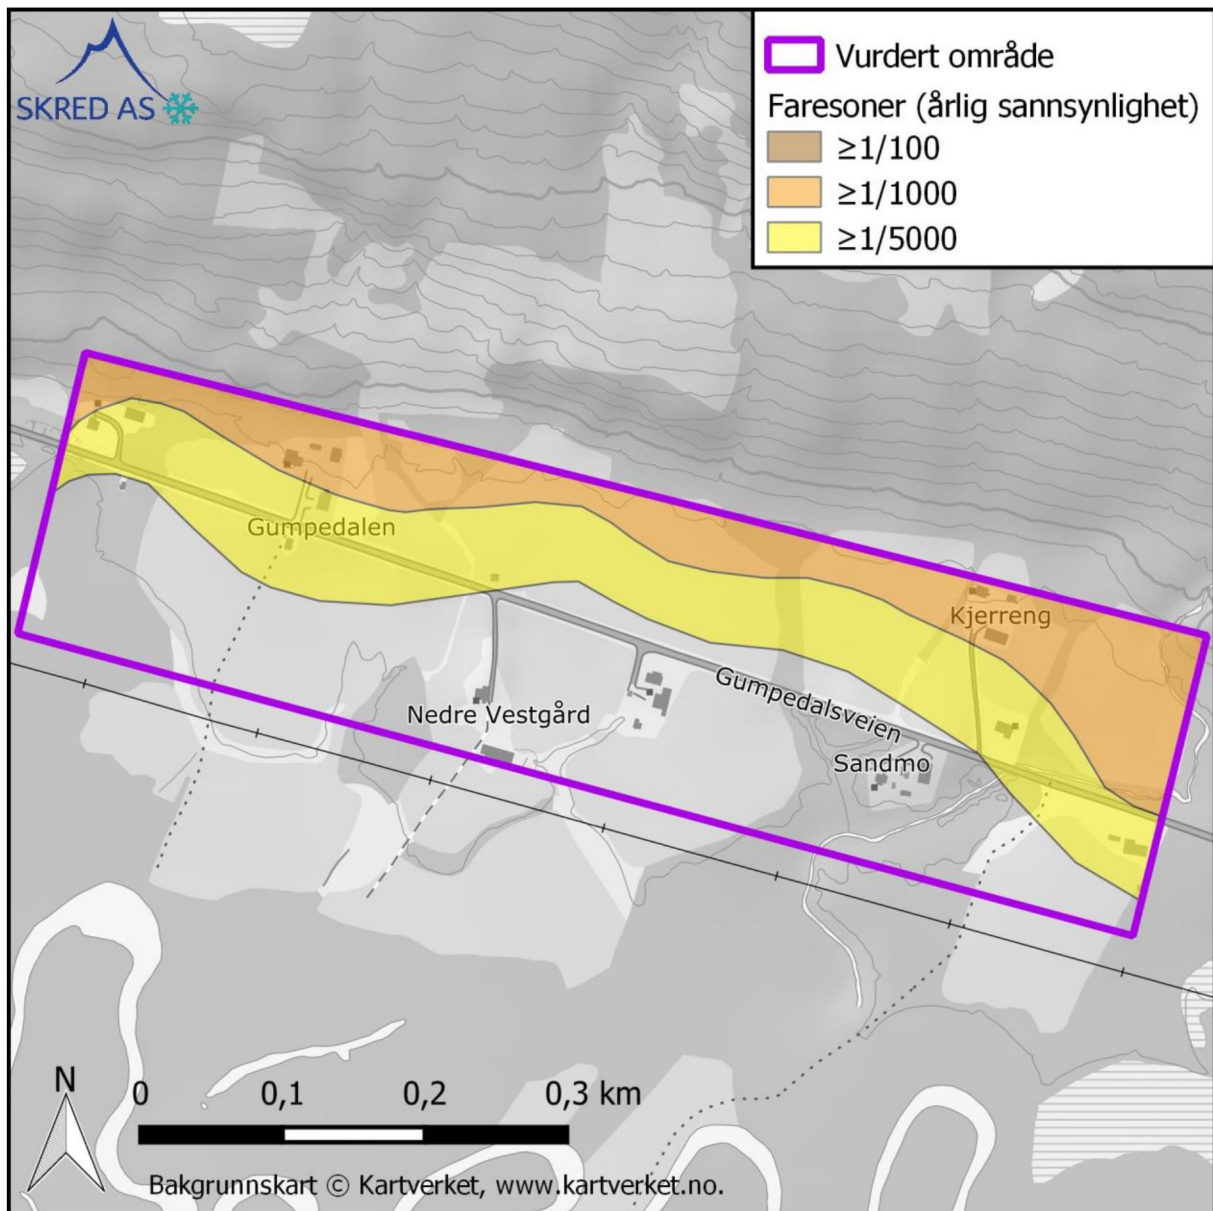 SKRED AS
Vurdert område
Faresoner (årlig sannsynlighet)
≥1/100
≥1/1000
≥1/5000
Gumpedalen
Kjerreng
Nedre Vestgård
Gumpedalsveien
Sandmo
N
0 0,1 0,2 0,3 km
Bakgrunnskart © Kartverket, www.kartverket.no.